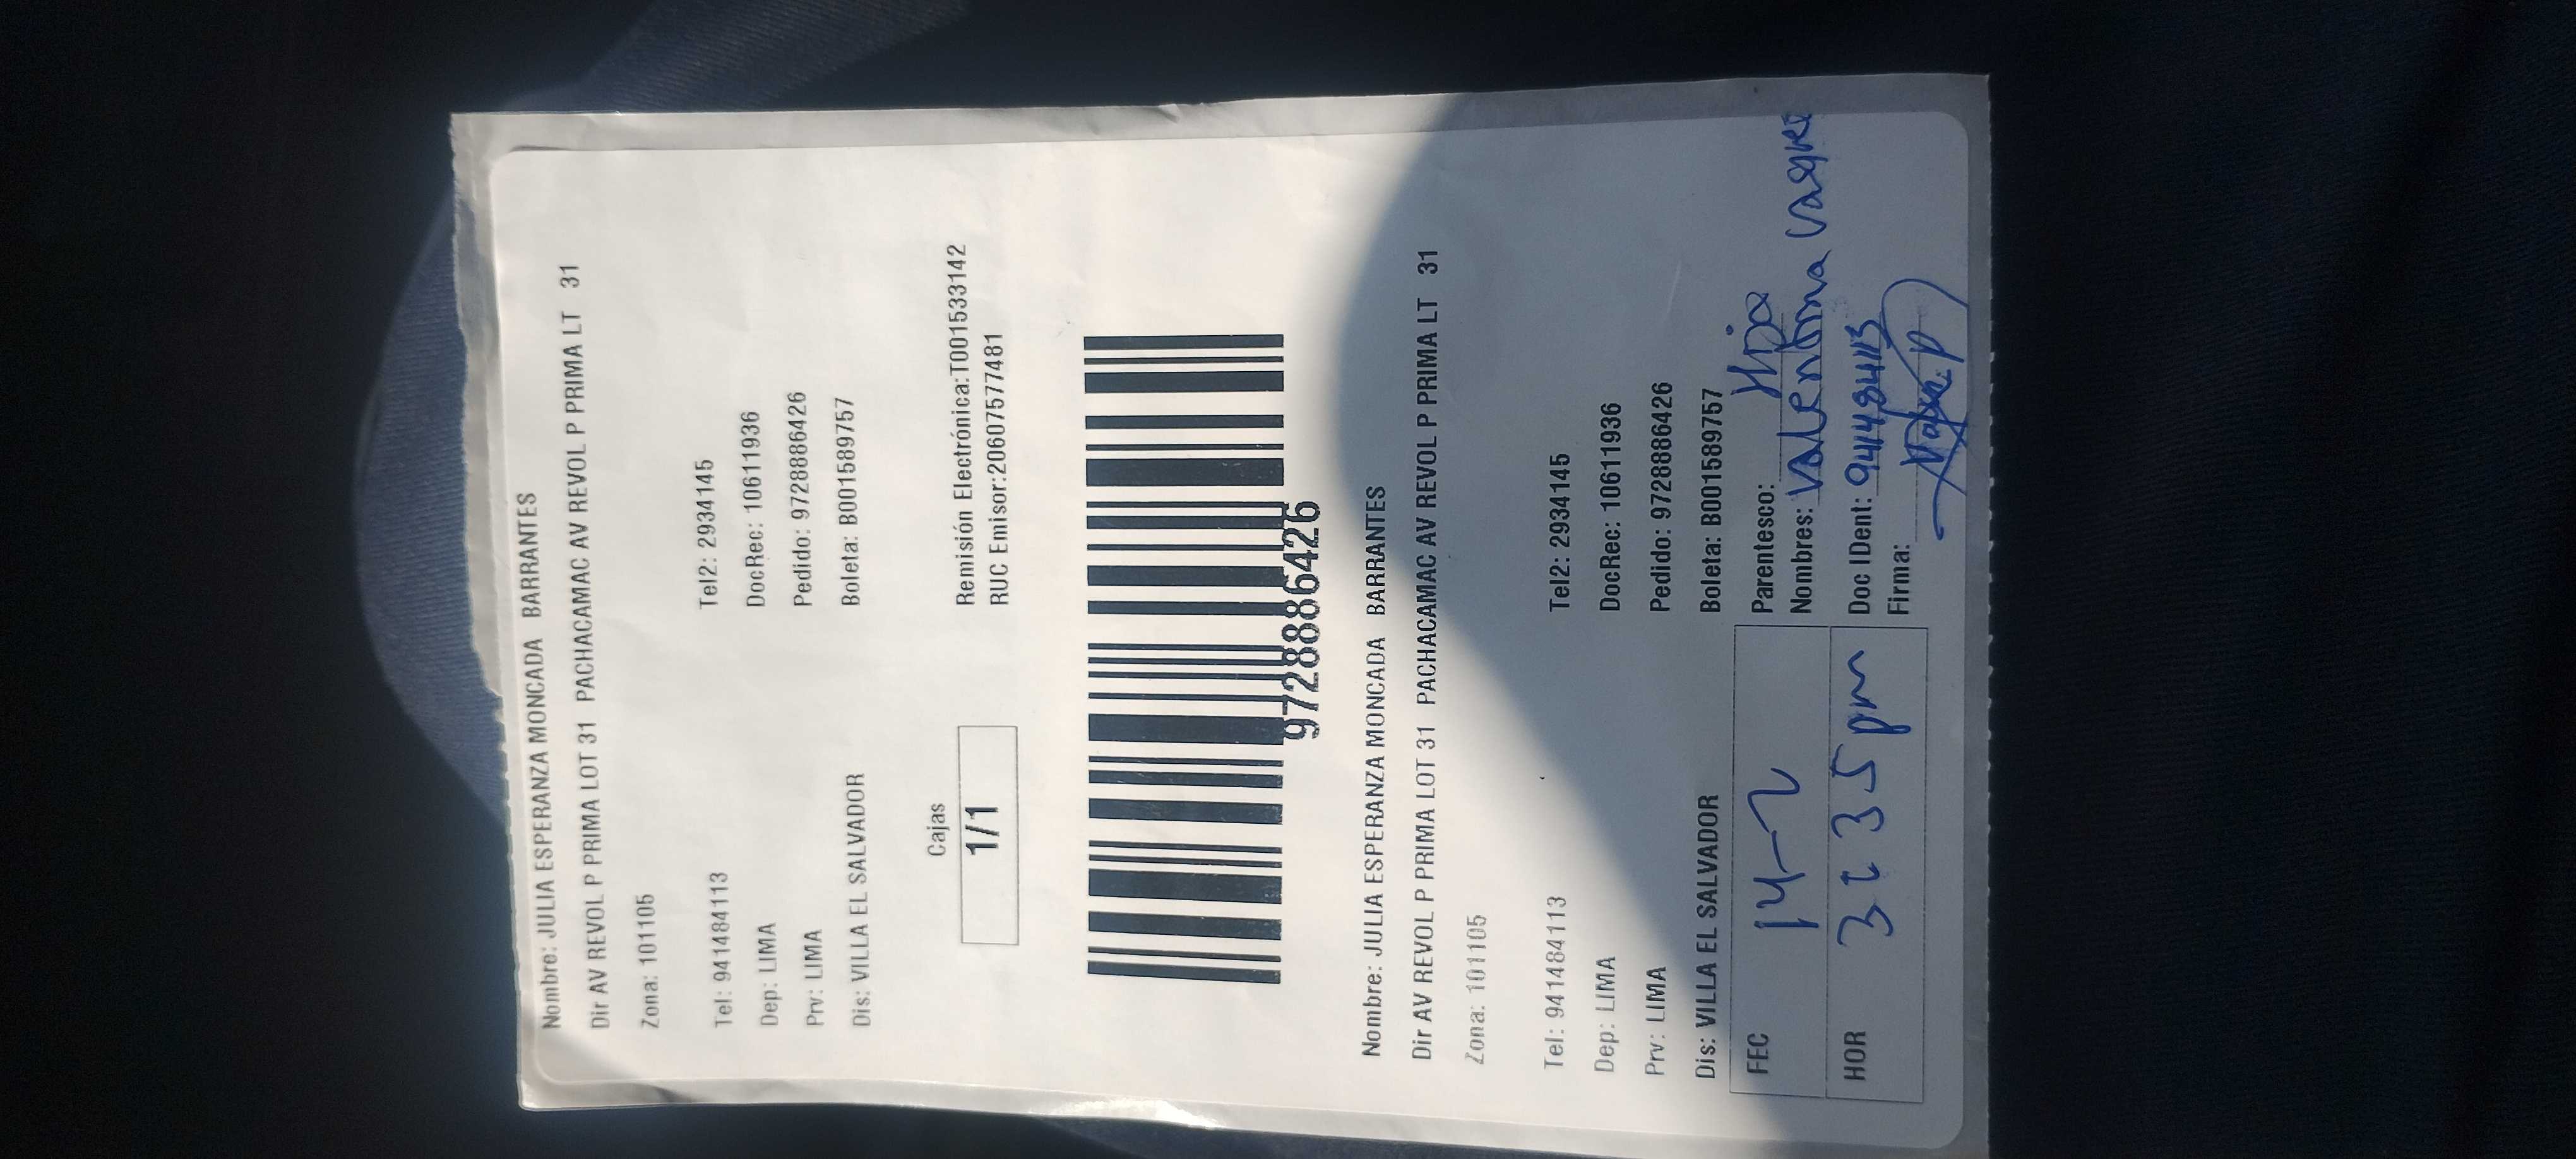 Nombre: JULIA ESPERANZA MONCADA BARRANTES
Dir AV REVOL P PRIMA LOT 31 PACHACAMAC AV REVOL P PRIMA LT 31
Zona: 101105
Tel: 941484113 Tel2: 2934145
Dep: LIMA DocRec: 10611936
Prv: LIMA Pedido: 9728886426
Dis: VILLA EL SALVADOR Boleta: B001589757
Cajas
1/1
Remisión Electrónica:T001533142
RUC Emisor:20607577481
9728886426
Nombre: JULIA ESPERANZA MONCADA BARRANTES
Dir AV REVOL P PRIMA LOT 31 PACHACAMAC AV REVOL P PRIMA LT 31
Zona: 101105
Tel: 941484113 Tel2: 2934145
Dep: LIMA DocRec: 10611936
Prv: LIMA Pedido: 9728886426
Dis: VILLA EL SALVADOR Boleta: B001589757
FEC 14-2 Parentesco: Hija
Nombres: Valentina
HOR 3:35 pm Doc IDent: 941484113
Firma: